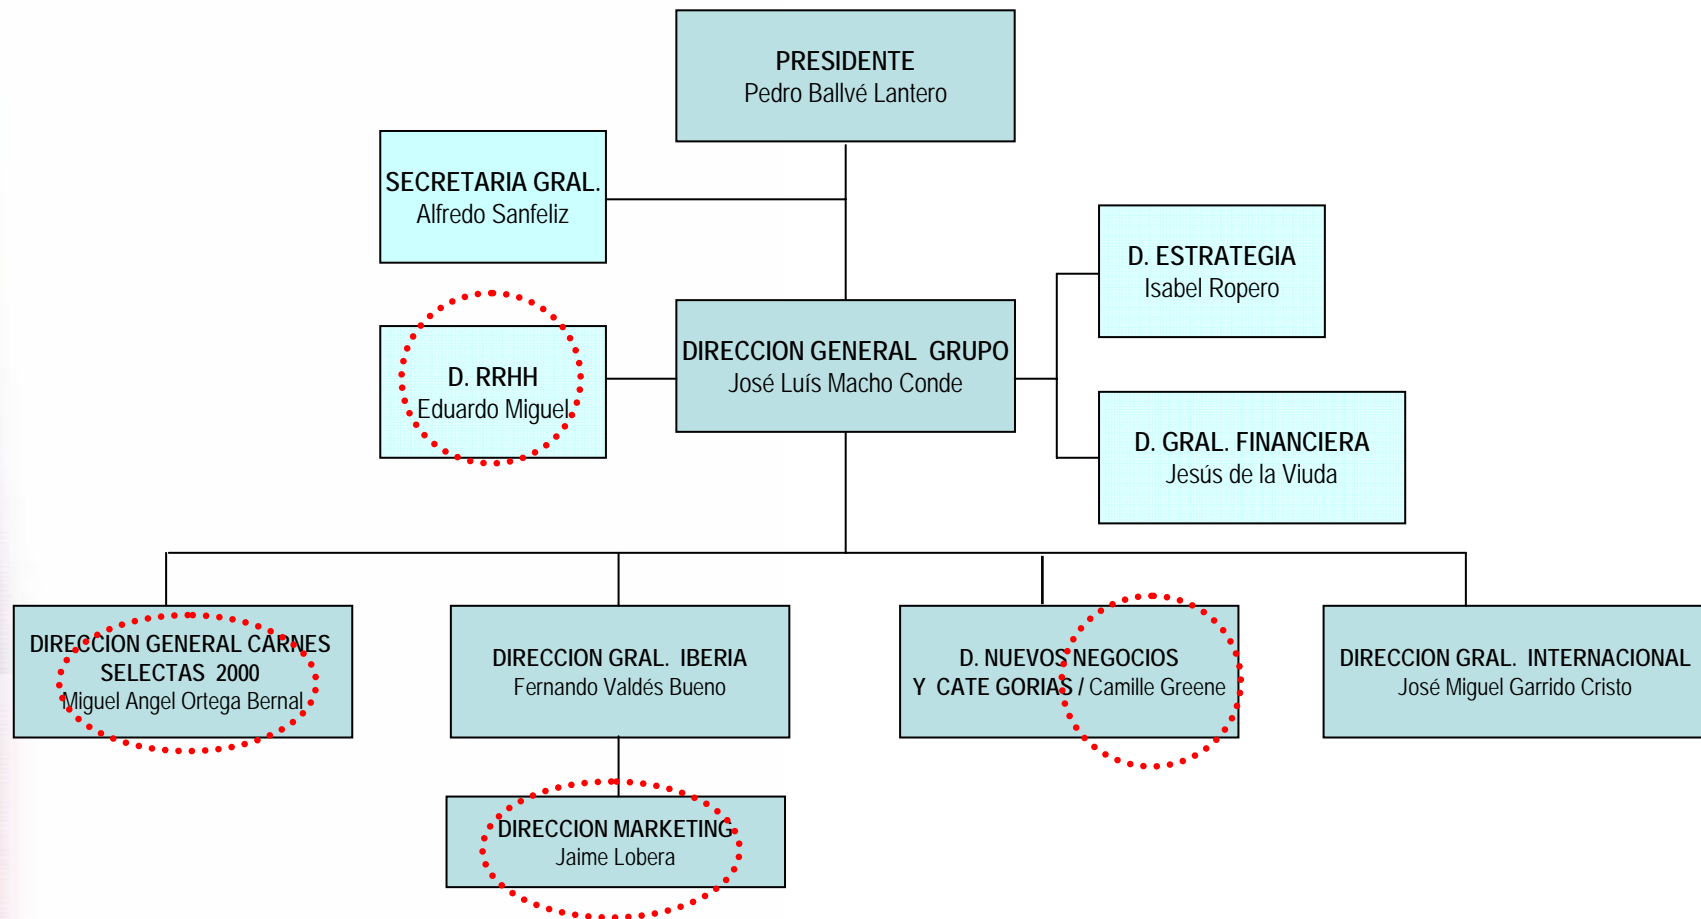 PRESIDENTE
Pedro Ballvé Lantero
SECRETARIA GRAL.
Alfredo Sanfeliz
D. ESTRATEGIA
Isabel Ropero
D. RRHH
Eduardo Miguel
DIRECCION GENERAL GRUPO
José Luís Macho Conde
D. GRAL. FINANCIERA
Jesús de la Viuda
DIRECCION GENERAL CARNES
SELECTAS 2000
Miguel Angel Ortega Bernal
DIRECCION GRAL. IBERIA
Fernando Valdés Bueno
D. NUEVOS NEGOCIOS
Y CATE GORIAS / Camille Greene
DIRECCION GRAL. INTERNACIONAL
José Miguel Garrido Cristo
DIRECCION MARKETING
Jaime Lobera